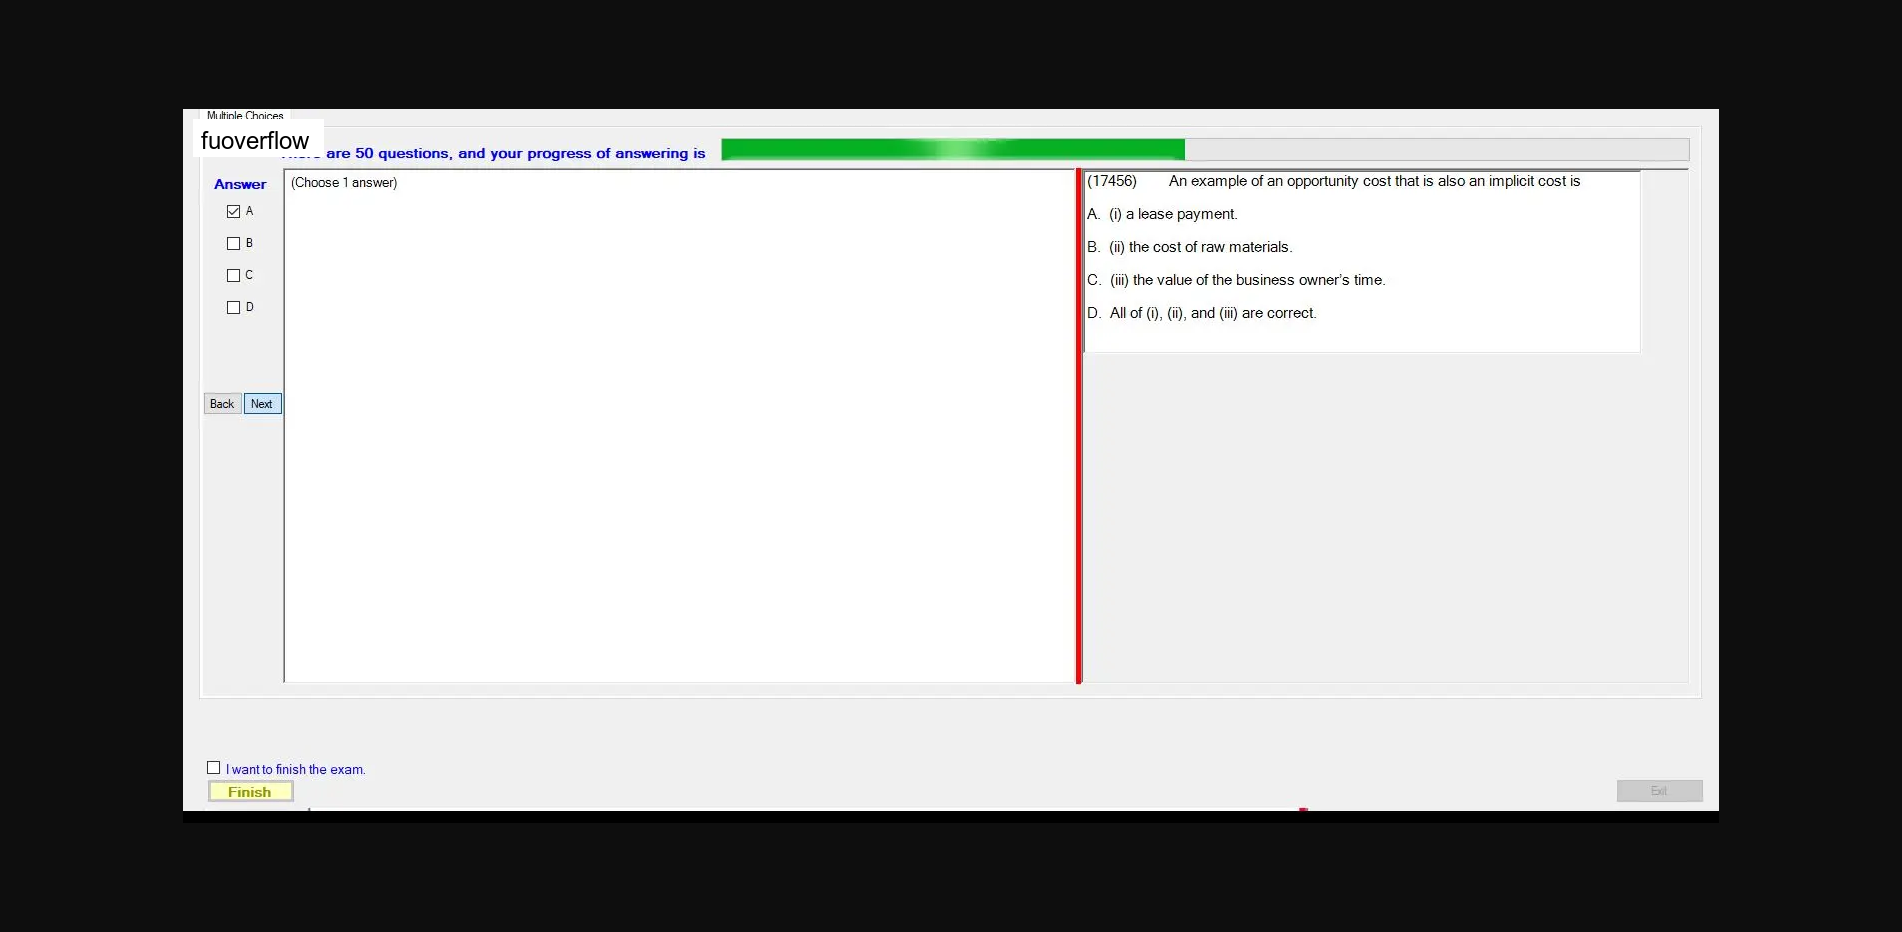 Multiple Choices
fuoverflow
are 50 questions, and your progress of answering is
Answer
(Choose 1 answer)
A
B
C
D
Back Next
(17456) An example of an opportunity cost that is also an implicit cost is
A. (i) a lease payment.
B. (ii) the cost of raw materials.
C. (iii) the value of the business owner's time.
D. All of (i), (ii), and (iii) are correct.
I want to finish the exam.
Finish
Exit